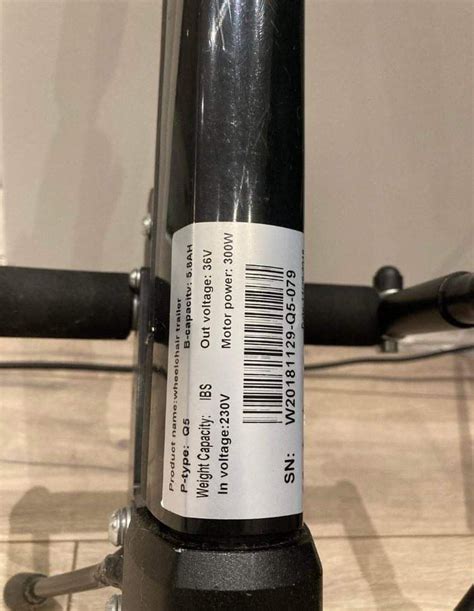 Product name:wheelchair trailer
P-type: Q5 B-capacity: 5.8AH
Weight Capacity: IBS Out voltage: 36V
In voltage:230V Motor power: 300W
SN: W20181129-Q5-079